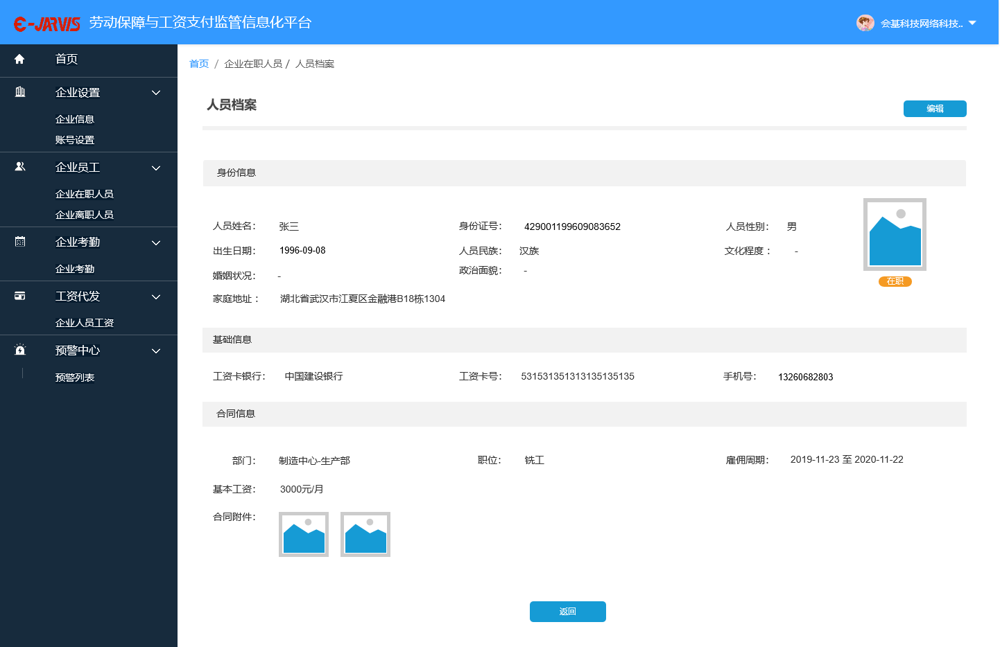 e-JARVIS 劳动保障与工资支付监管信息化平台
会基科技网络科技..
首页
企业设置
企业信息
账号设置
企业员工
企业在职人员
企业离职人员
企业考勤
企业考勤
工资代发
企业人员工资
预警中心
预警列表
首页 / 企业在职人员 / 人员档案
人员档案
编辑
身份信息
人员姓名： 张三 身份证号： 429001199609083652 人员性别： 男
出生日期： 1996-09-08 人员民族： 汉族 文化程度： -
婚姻状况： - 政治面貌： -
在职
家庭地址： 湖北省武汉市江夏区金融港B18栋1304
基础信息
工资卡银行： 中国建设银行 工资卡号： 531531351313135135135 手机号： 13260682803
合同信息
部门： 制造中心-生产部 职位： 铣工 雇佣周期： 2019-11-23 至 2020-11-22
基本工资： 3000元/月
合同附件：
返回